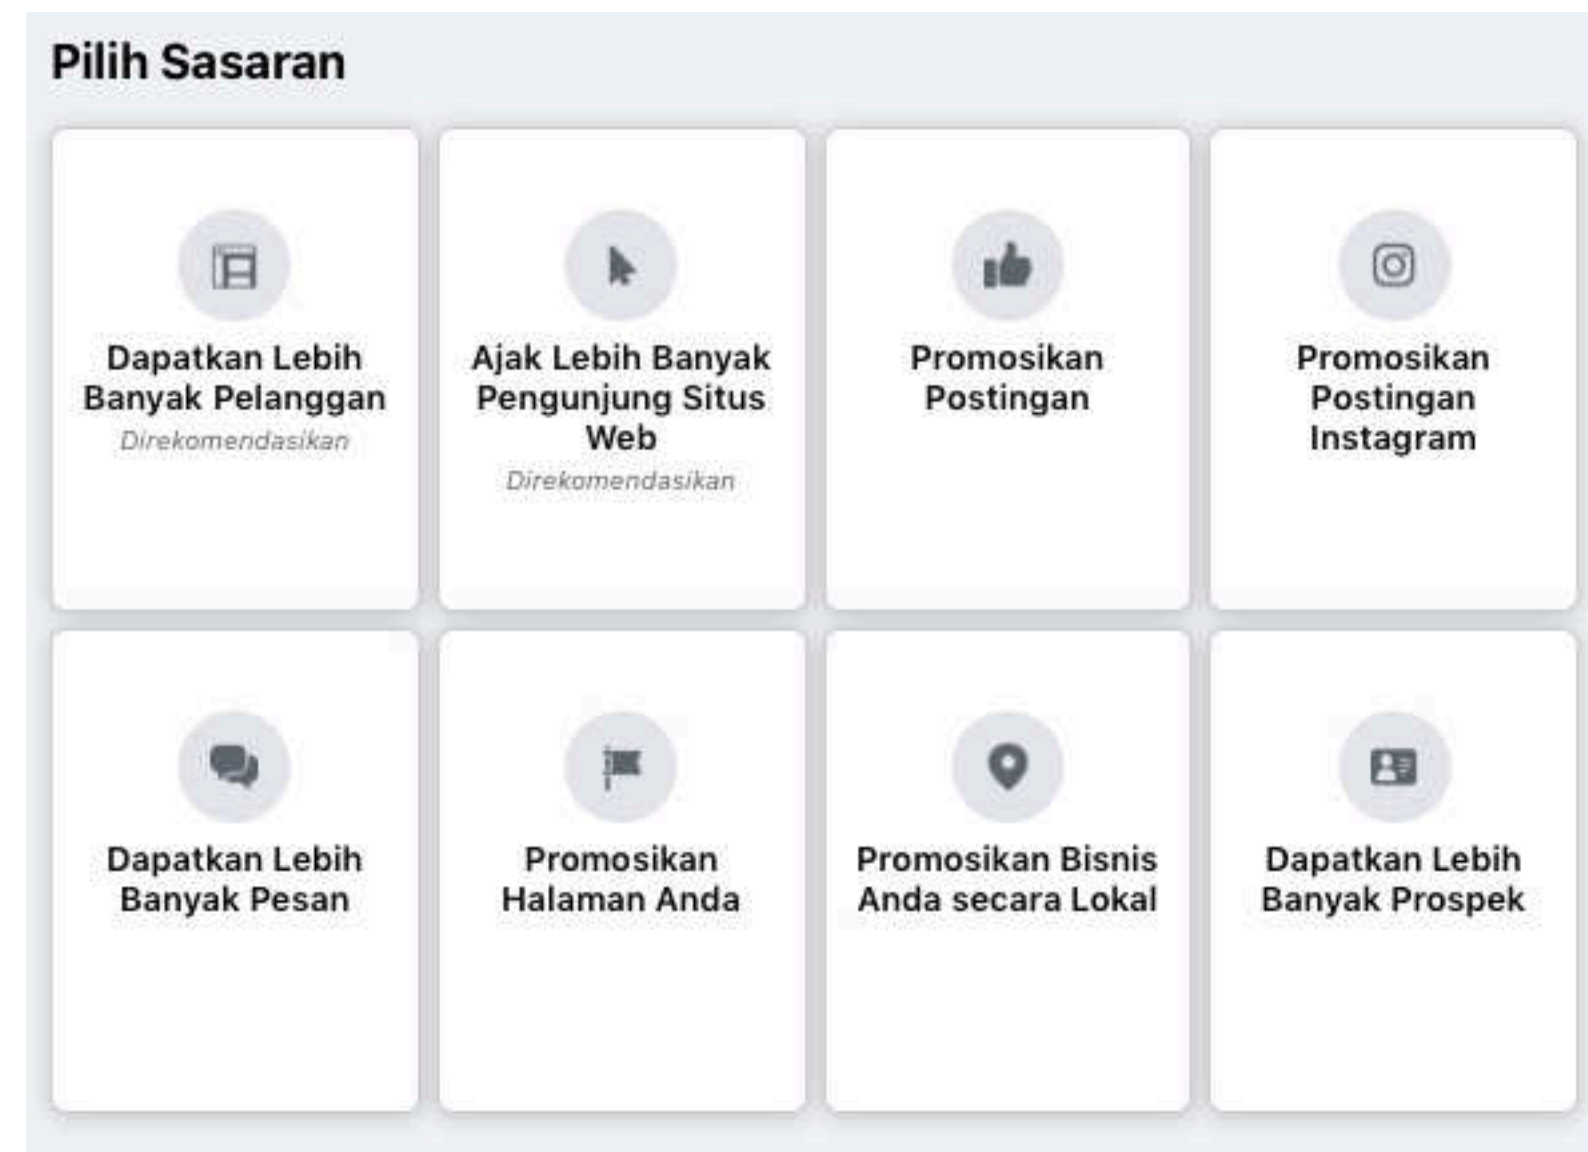 Pilih Sasaran
Dapatkan Lebih
Banyak Pelanggan
Direkomendasikan
Ajak Lebih Banyak
Pengunjung Situs
Web
Direkomendasikan
Promosikan
Postingan
Promosikan
Postingan
Instagram
Dapatkan Lebih
Banyak Pesan
Promosikan
Halaman Anda
Promosikan Bisnis
Anda secara Lokal
Dapatkan Lebih
Banyak Prospek